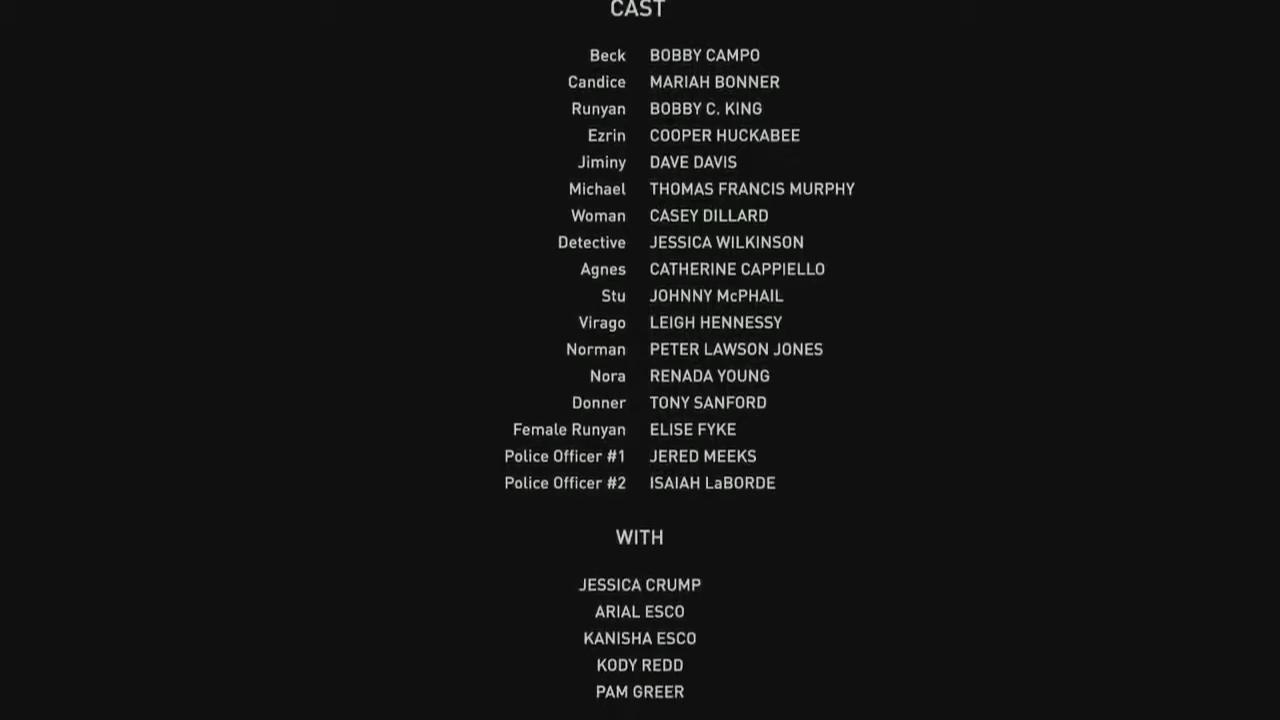 CAST
Beck BOBBY CAMPO
Candice MARIAH BONNER
Runyan BOBBY C. KING
Ezrin COOPER HUCKABEE
Jiminy DAVE DAVIS
Michael THOMAS FRANCIS MURPHY
Woman CASEY DILLARD
Detective JESSICA WILKINSON
Agnes CATHERINE CAPPIELLO
Stu JOHNNY McPHAIL
Virago LEIGH HENNESSY
Norman PETER LAWSON JONES
Nora RENADA YOUNG
Donner TONY SANFORD
Female Runyan ELISE FYKE
Police Officer #1 JERED MEEKS
Police Officer #2 ISAIAH LaBORDE
WITH
JESSICA CRUMP
ARIAL ESCO
KANISHA ESCO
KODY REDD
PAM GREER